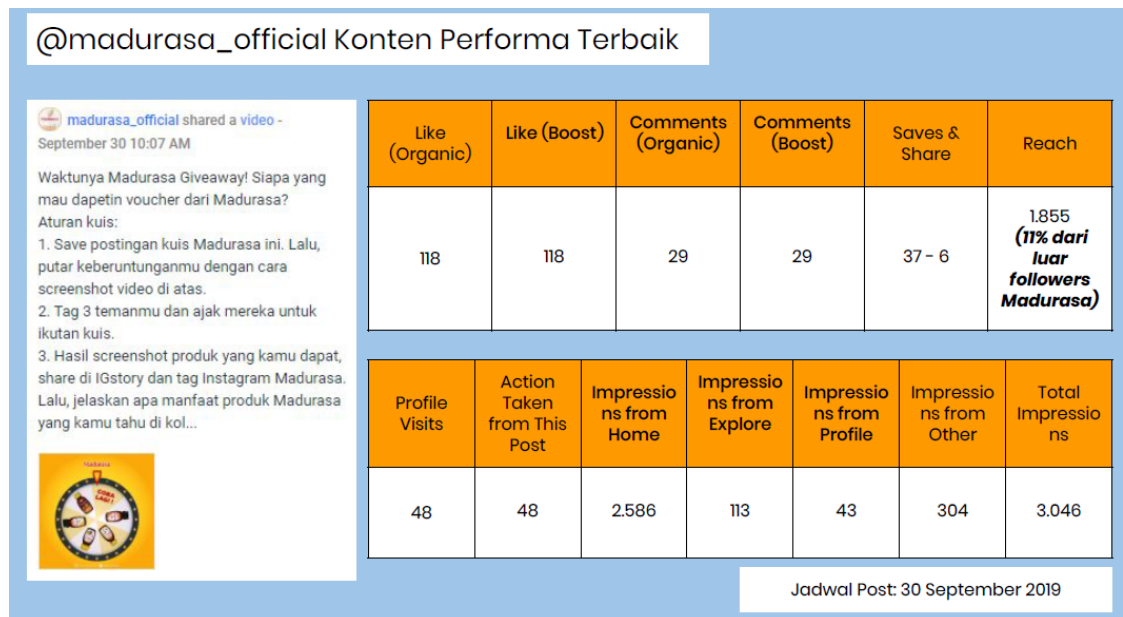 @madurasa_official Konten Performa Terbaik
madurasa_official shared a video -
September 30 10:07 AM
Waktunya Madurasa Giveaway! Siapa yang
mau dapetin voucher dari Madurasa?
Aturan kuis:
1. Save postingan kuis Madurasa ini. Lalu,
putar keberuntunganmu dengan cara
screenshot video di atas.
2. Tag 3 temanmu dan ajak mereka untuk
ikutan kuis.
3. Hasil screenshot produk yang kamu dapat,
share di IGstory dan tag Instagram Madurasa.
Lalu, jelaskan apa manfaat produk Madurasa
yang kamu tahu di kol...
Madurasa
COBA
LAGI!
Like
(Organic)
Like (Boost)
Comments
(Organic)
Comments
(Boost)
Saves &
Share
Reach
118
118
29
29
37 - 6
1.855
(11% dari
luar
followers
Madurasa)
Profile
Visits
Action
Taken
from This
Post
Impressio
ns from
Home
Impressio
ns from
Explore
Impressio
ns from
Profile
Impressio
ns from
Other
Total
Impressio
ns
48
48
2.586
113
43
304
3.046
Jadwal Post: 30 September 2019